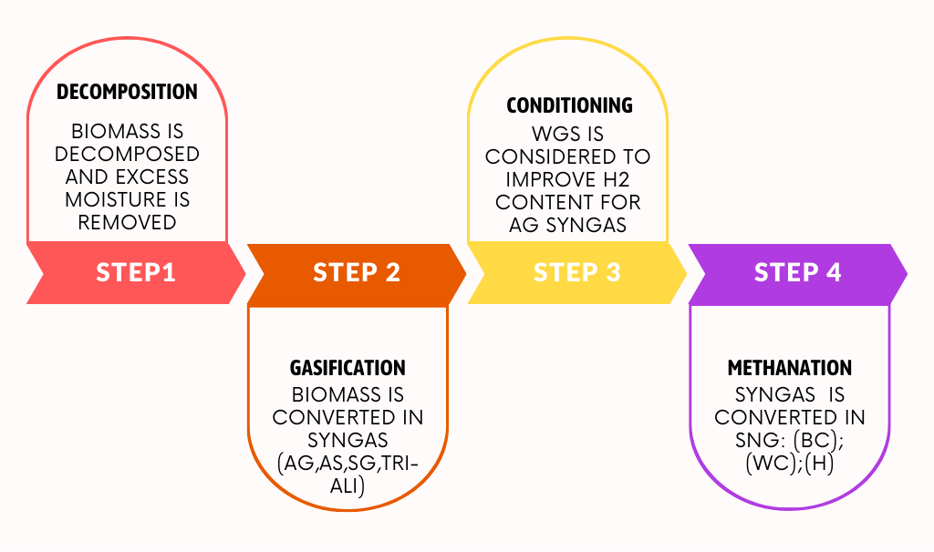 DECOMPOSITION
BIOMASS IS
DECOMPOSED
AND EXCESS
MOISTURE IS
REMOVED
STEP1
STEP 2
GASIFICATION
BIOMASS IS
CONVERTED IN
SYNGAS
(AG,AS,SG,TRI-
ALI)
CONDITIONING
WGS IS
CONSIDERED TO
IMPROVE H2
CONTENT FOR
AG SYNGAS
STEP 3
STEP 4
METHANATION
SYNGAS  IS
CONVERTED IN
SNG: (BC);
(WC);(H)